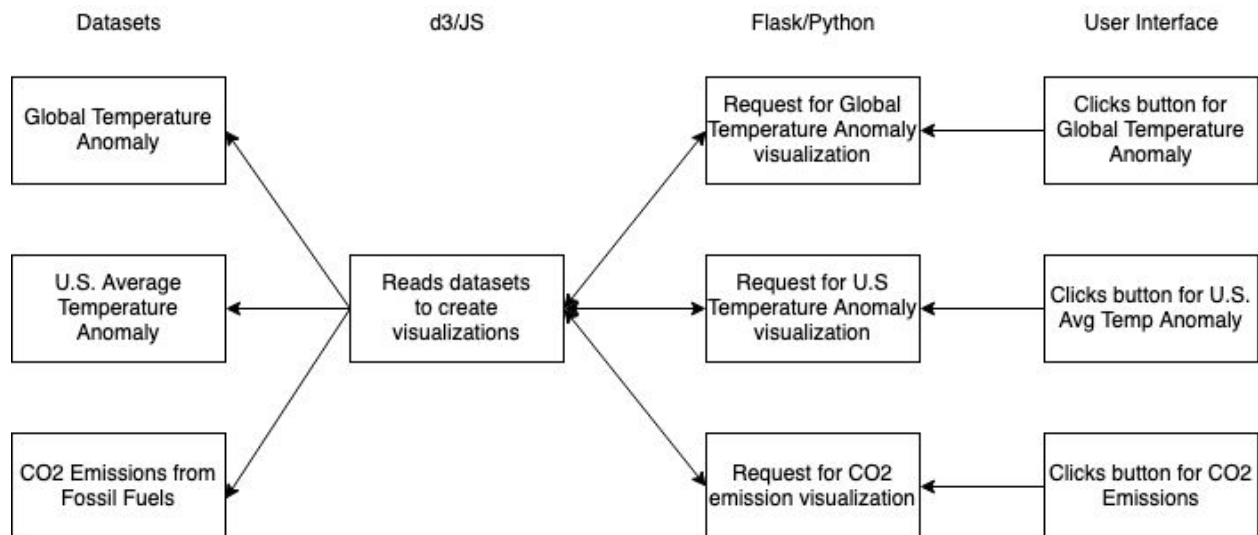 Datasets
d3/JS
Flask/Python
User Interface
Global Temperature
Anomaly
Request for Global
Temperature Anomaly
visualization
Clicks button for
Global Temperature
Anomaly
U.S. Average
Temperature
Anomaly
Reads datasets
to create
visualizations
Request for U.S
Temperature Anomaly
visualization
Clicks button for U.S.
Avg Temp Anomaly
CO2 Emissions from
Fossil Fuels
Request for CO2
emission visualization
Clicks button for CO2
Emissions